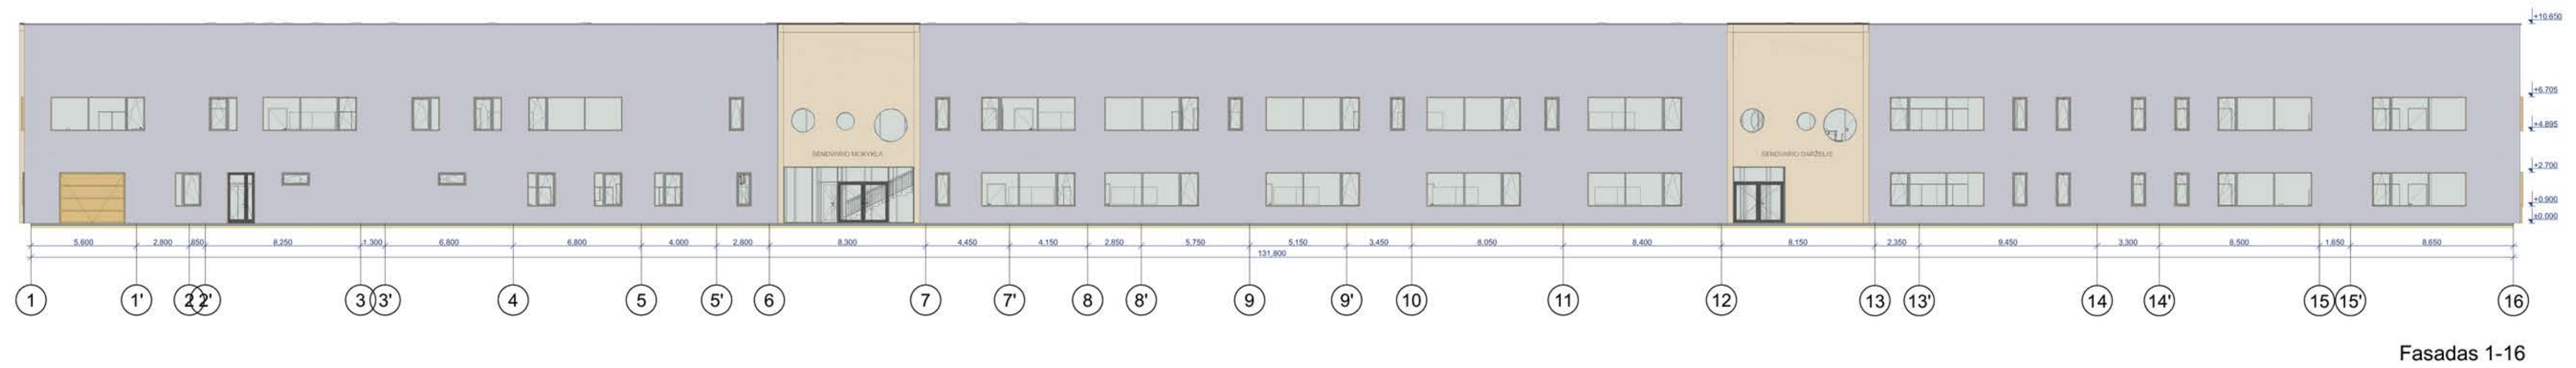 +10.650
+6.705
+4.895
SENDVARIO MOKYKLA
SENDVARIO DARŽELIS
+2.700
+0.900
±0.000
5,600 2,800 850 8,250 1,300 6,800 6,800 4,000 2,800 8,300 4,450 4,150 2,850 5,750 5,150 3,450 8,050 8,400 8,150 2,350 9,450 3,300 8,500 1,650 8,650
131,800
1 1' 2 2' 3 3' 4 5 5' 6 7 7' 8 8' 9 9' 10 11 12 13 13' 14 14' 15 15' 16
Fasadas 1-16